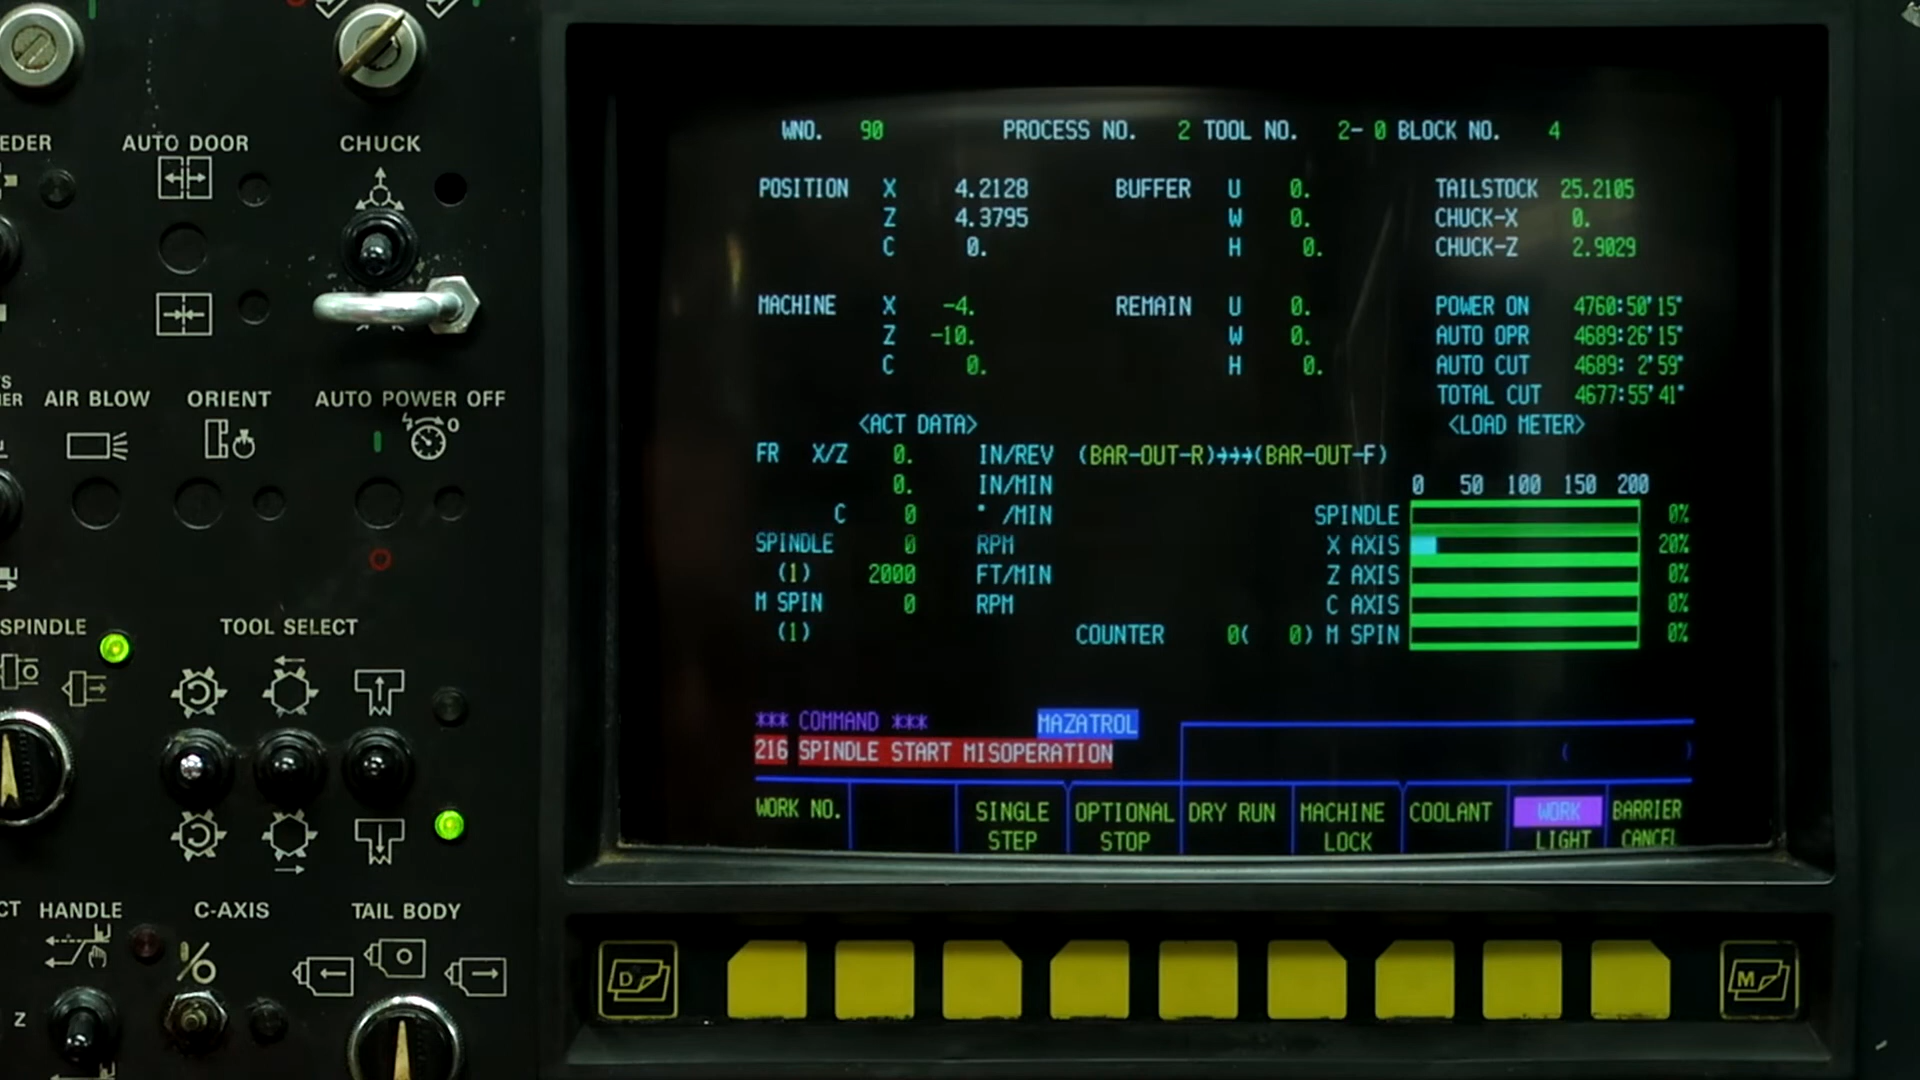 EDER AUTO DOOR CHUCK
AIR BLOW ORIENT AUTO POWER OFF
SPINDLE TOOL SELECT
CT HANDLE C-AXIS TAIL BODY
Z
WNO. 90 PROCESS NO. 2 TOOL NO. 2- 0 BLOCK NO. 4
POSITION X 4.2128 BUFFER U 0. TAILSTOCK 25.2105
Z 4.3795 W 0. CHUCK-X 0.
C 0. H 0. CHUCK-Z 2.9029
MACHINE X -4. REMAIN U 0. POWER ON 4760:50'15"
Z -10. W 0. AUTO OPR 4689:26'15"
C 0. H 0. AUTO CUT 4689: 2'59"
TOTAL CUT 4677:55'41"
<ACT DATA> <LOAD METER>
FR X/Z 0. IN/REV (BAR-OUT-R)→→→(BAR-OUT-F)
0. IN/MIN 0 50 100 150 200
C 0 ° /MIN SPINDLE 0%
SPINDLE 0 RPM X AXIS 20%
(1) 2000 FT/MIN Z AXIS 0%
M SPIN 0 RPM C AXIS 0%
(1) COUNTER 0( 0) M SPIN 0%
*** COMMAND *** MAZATROL
216 SPINDLE START MISOPERATION ( )
WORK NO. SINGLE STEP OPTIONAL STOP DRY RUN MACHINE LOCK COOLANT WORK LIGHT BARRIER CANCEL
D M